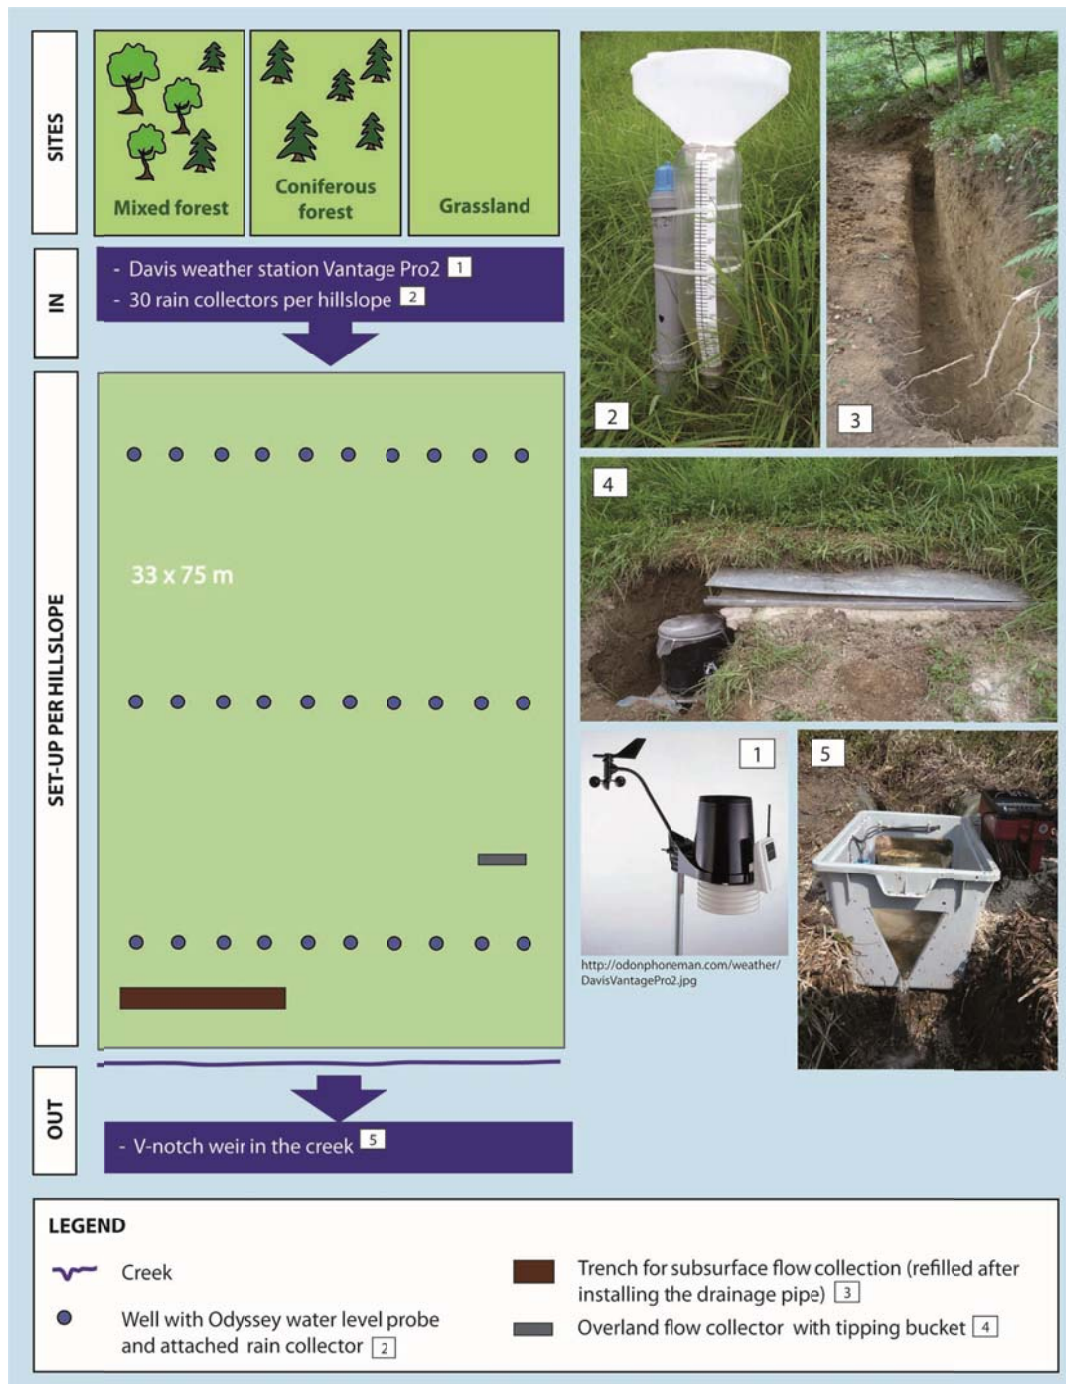 SITES
Mixed forest
Coniferous
forest
Grassland
IN
- Davis weather station Vantage Pro2 1
- 30 rain collectors per hillslope 2
SET-UP PER HILLSLOPE
33 x 75 m
OUT
- V-notch weir in the creek 5
2
3
4
1
http://odonphoreman.com/weather/
DavisVantagePro2.jpg
5
LEGEND
Creek
Well with Odyssey water level probe
and attached rain collector 2
Trench for subsurface flow collection (refilled after
installing the drainage pipe) 3
Overland flow collector with tipping bucket 4